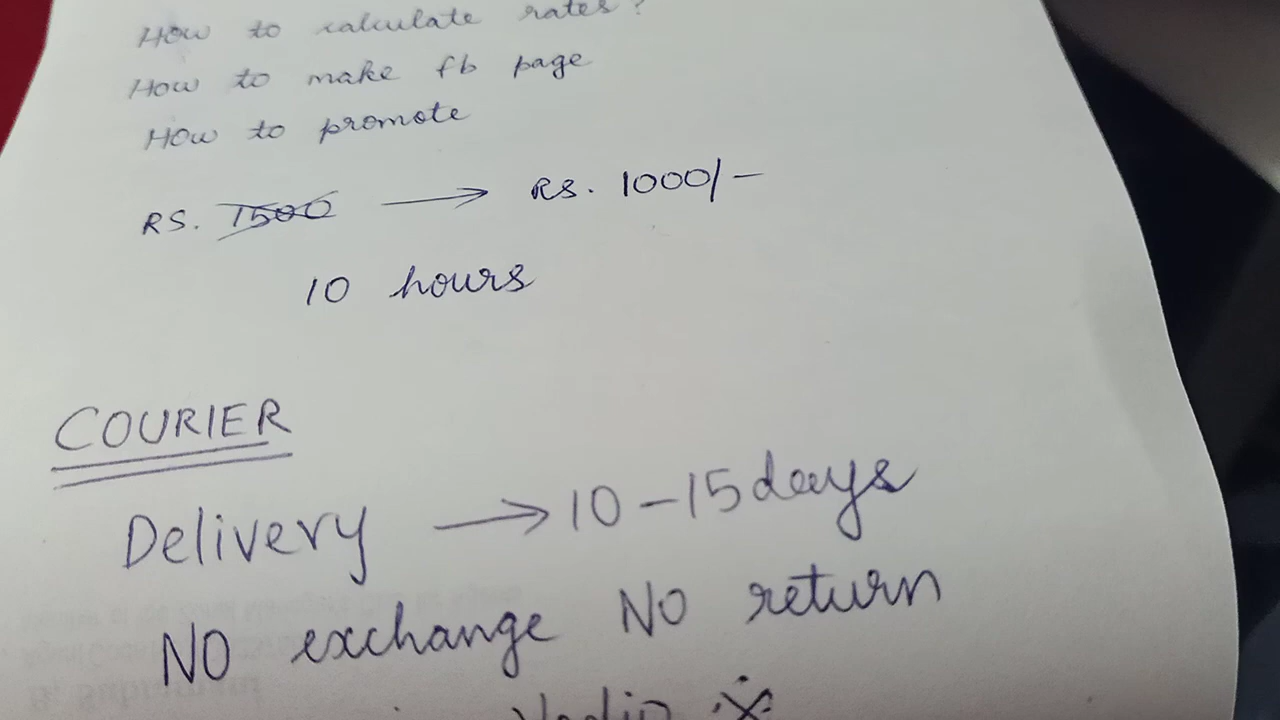 How to calculate rates?
How to make fb page
How to promote
RS. 1500 → RS. 1000/-
10 hours
COURIER
Delivery → 10-15 days
NO exchange NO return